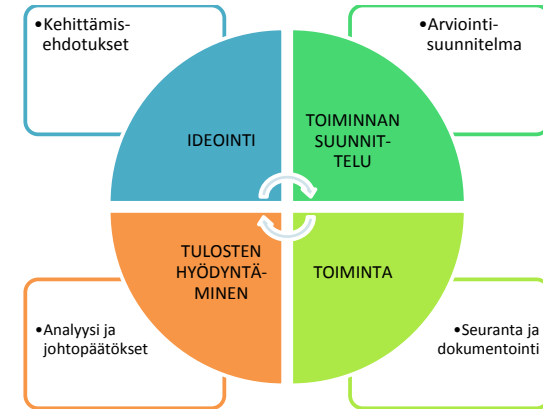 •Kehittämis-
ehdotukset
•Arviointi-
suunnitelma
IDEOINTI
TOIMINNAN
SUUNNIT-
TELU
TULOSTEN
HYÖDYNTÄ-
MINEN
TOIMINTA
•Analyysi ja
johtopäätökset
•Seuranta ja
dokumentointi